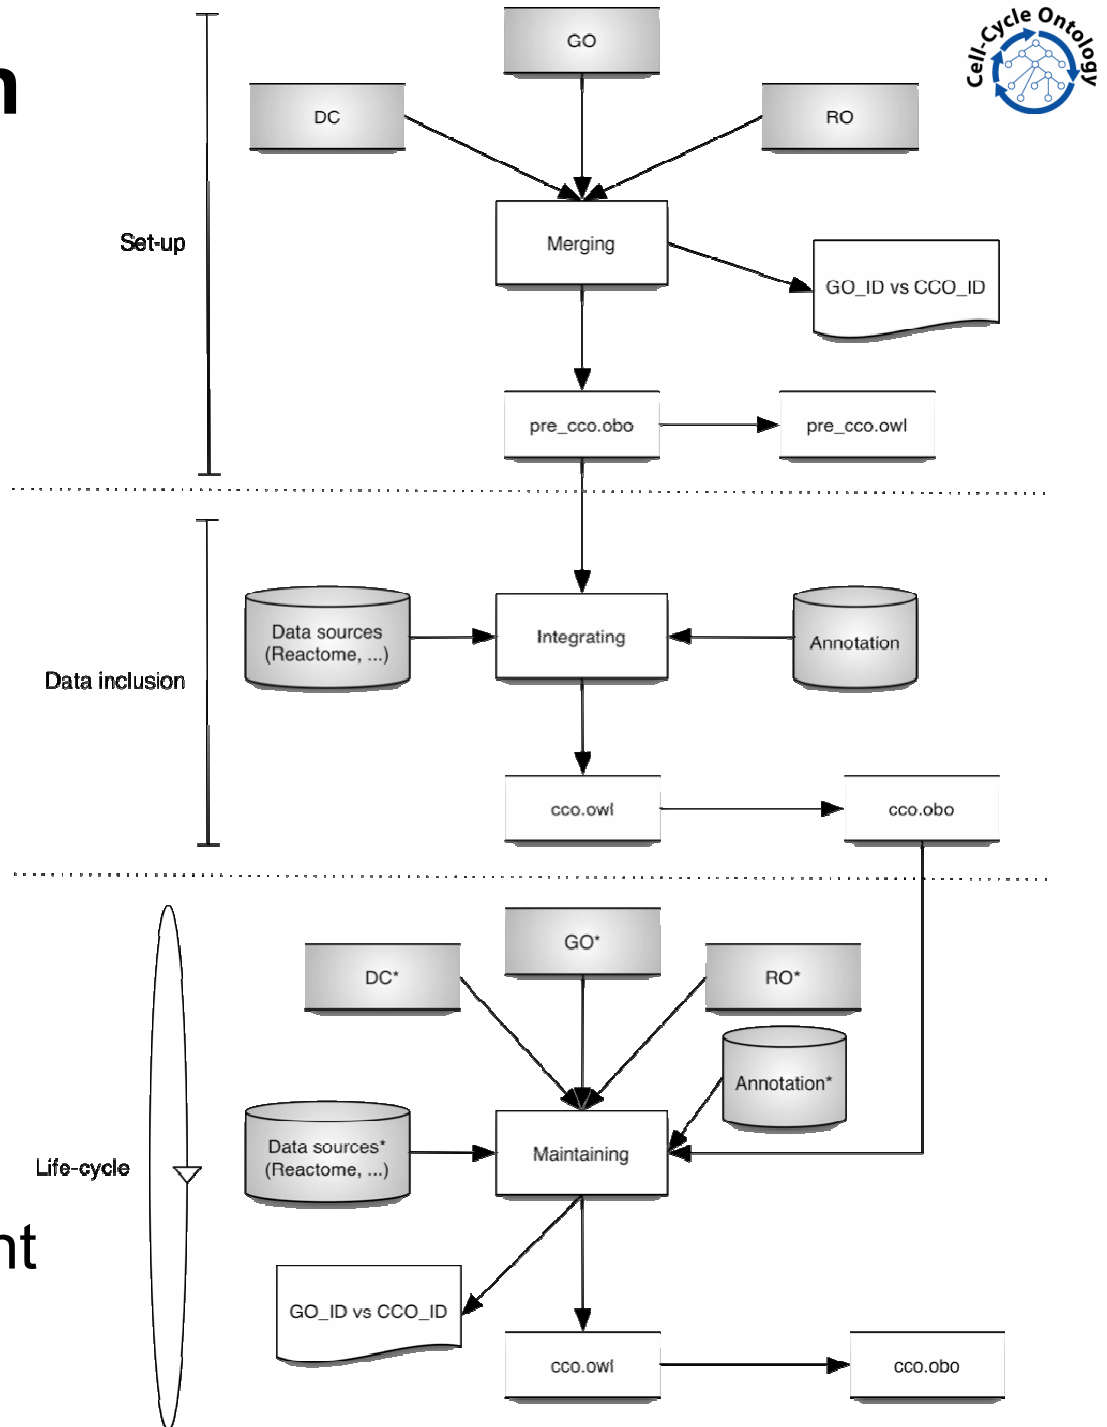 GO
Cell-Cycle Ontology
n
DC
RO
Set-up
Merging
GO_ID vs CCO_ID
pre_cco.obo
pre_cco.owl
Data sources
(Reactome, ...)
Integrating
Annotation
Data inclusion
cco.owl
cco.obo
GO*
DC*
RO*
Annotation*
Data sources*
(Reactome, ...)
Maintaining
Life-cycle
nt
GO_ID vs CCO_ID
cco.owl
cco.obo